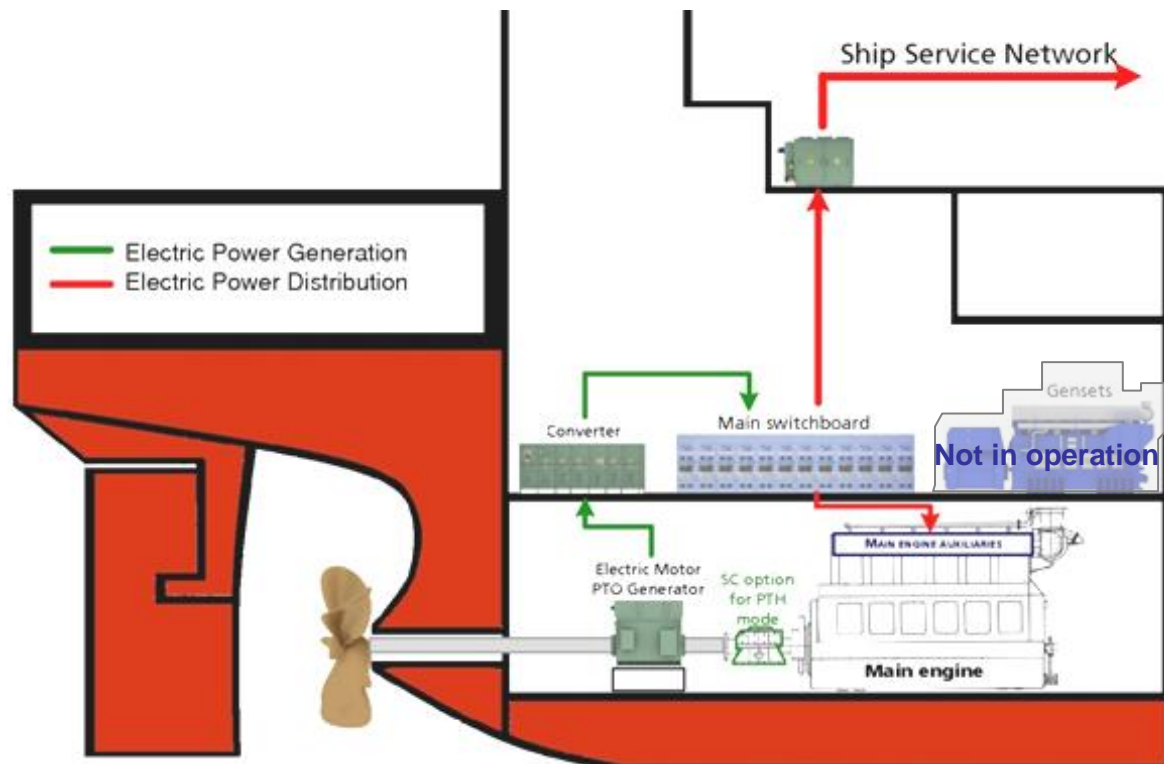 Ship Service Network
Electric Power Generation
Electric Power Distribution
Gensets
Converter
Main switchboard
Not in operation
MAIN ENGINE AUXILIARIES
Electric Motor
PTO Generator
SC option
for PTH
mode
Main engine